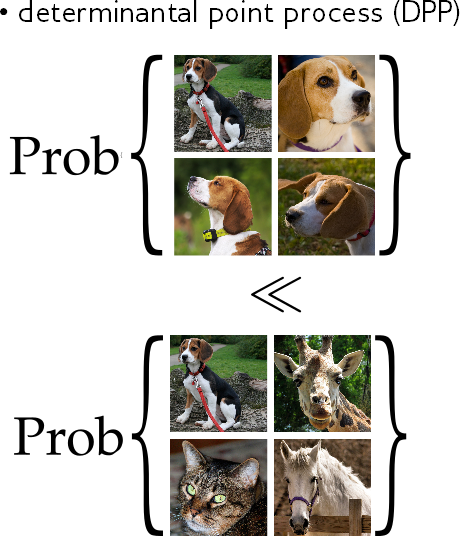 • determinantal point process (DPP)
Prob { }
≪
Prob { }